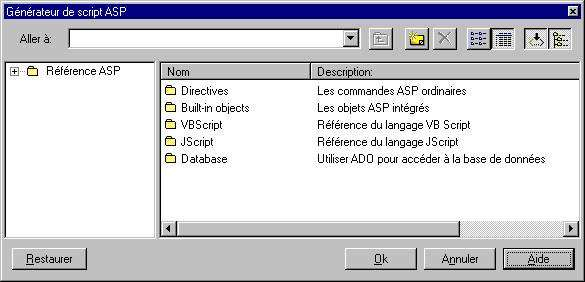 Générateur de script ASP
Aller à:
Référence ASP
Nom Description:
Directives Les commandes ASP ordinaires
Built-in objects Les objets ASP intégrés
VBScript Référence du langage VB Script
JScript Référence du langage JScript
Database Utiliser ADO pour accéder à la base de données
Restaurer Ok Annuler Aide